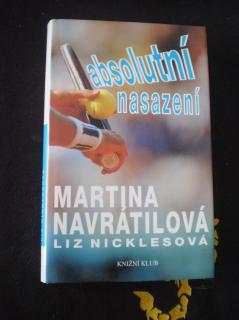 absolutní
nasazení
MARTINA
NAVRÁTILOVÁ
LIZ NICKLESOVÁ
KNIŽNÍ KLUB